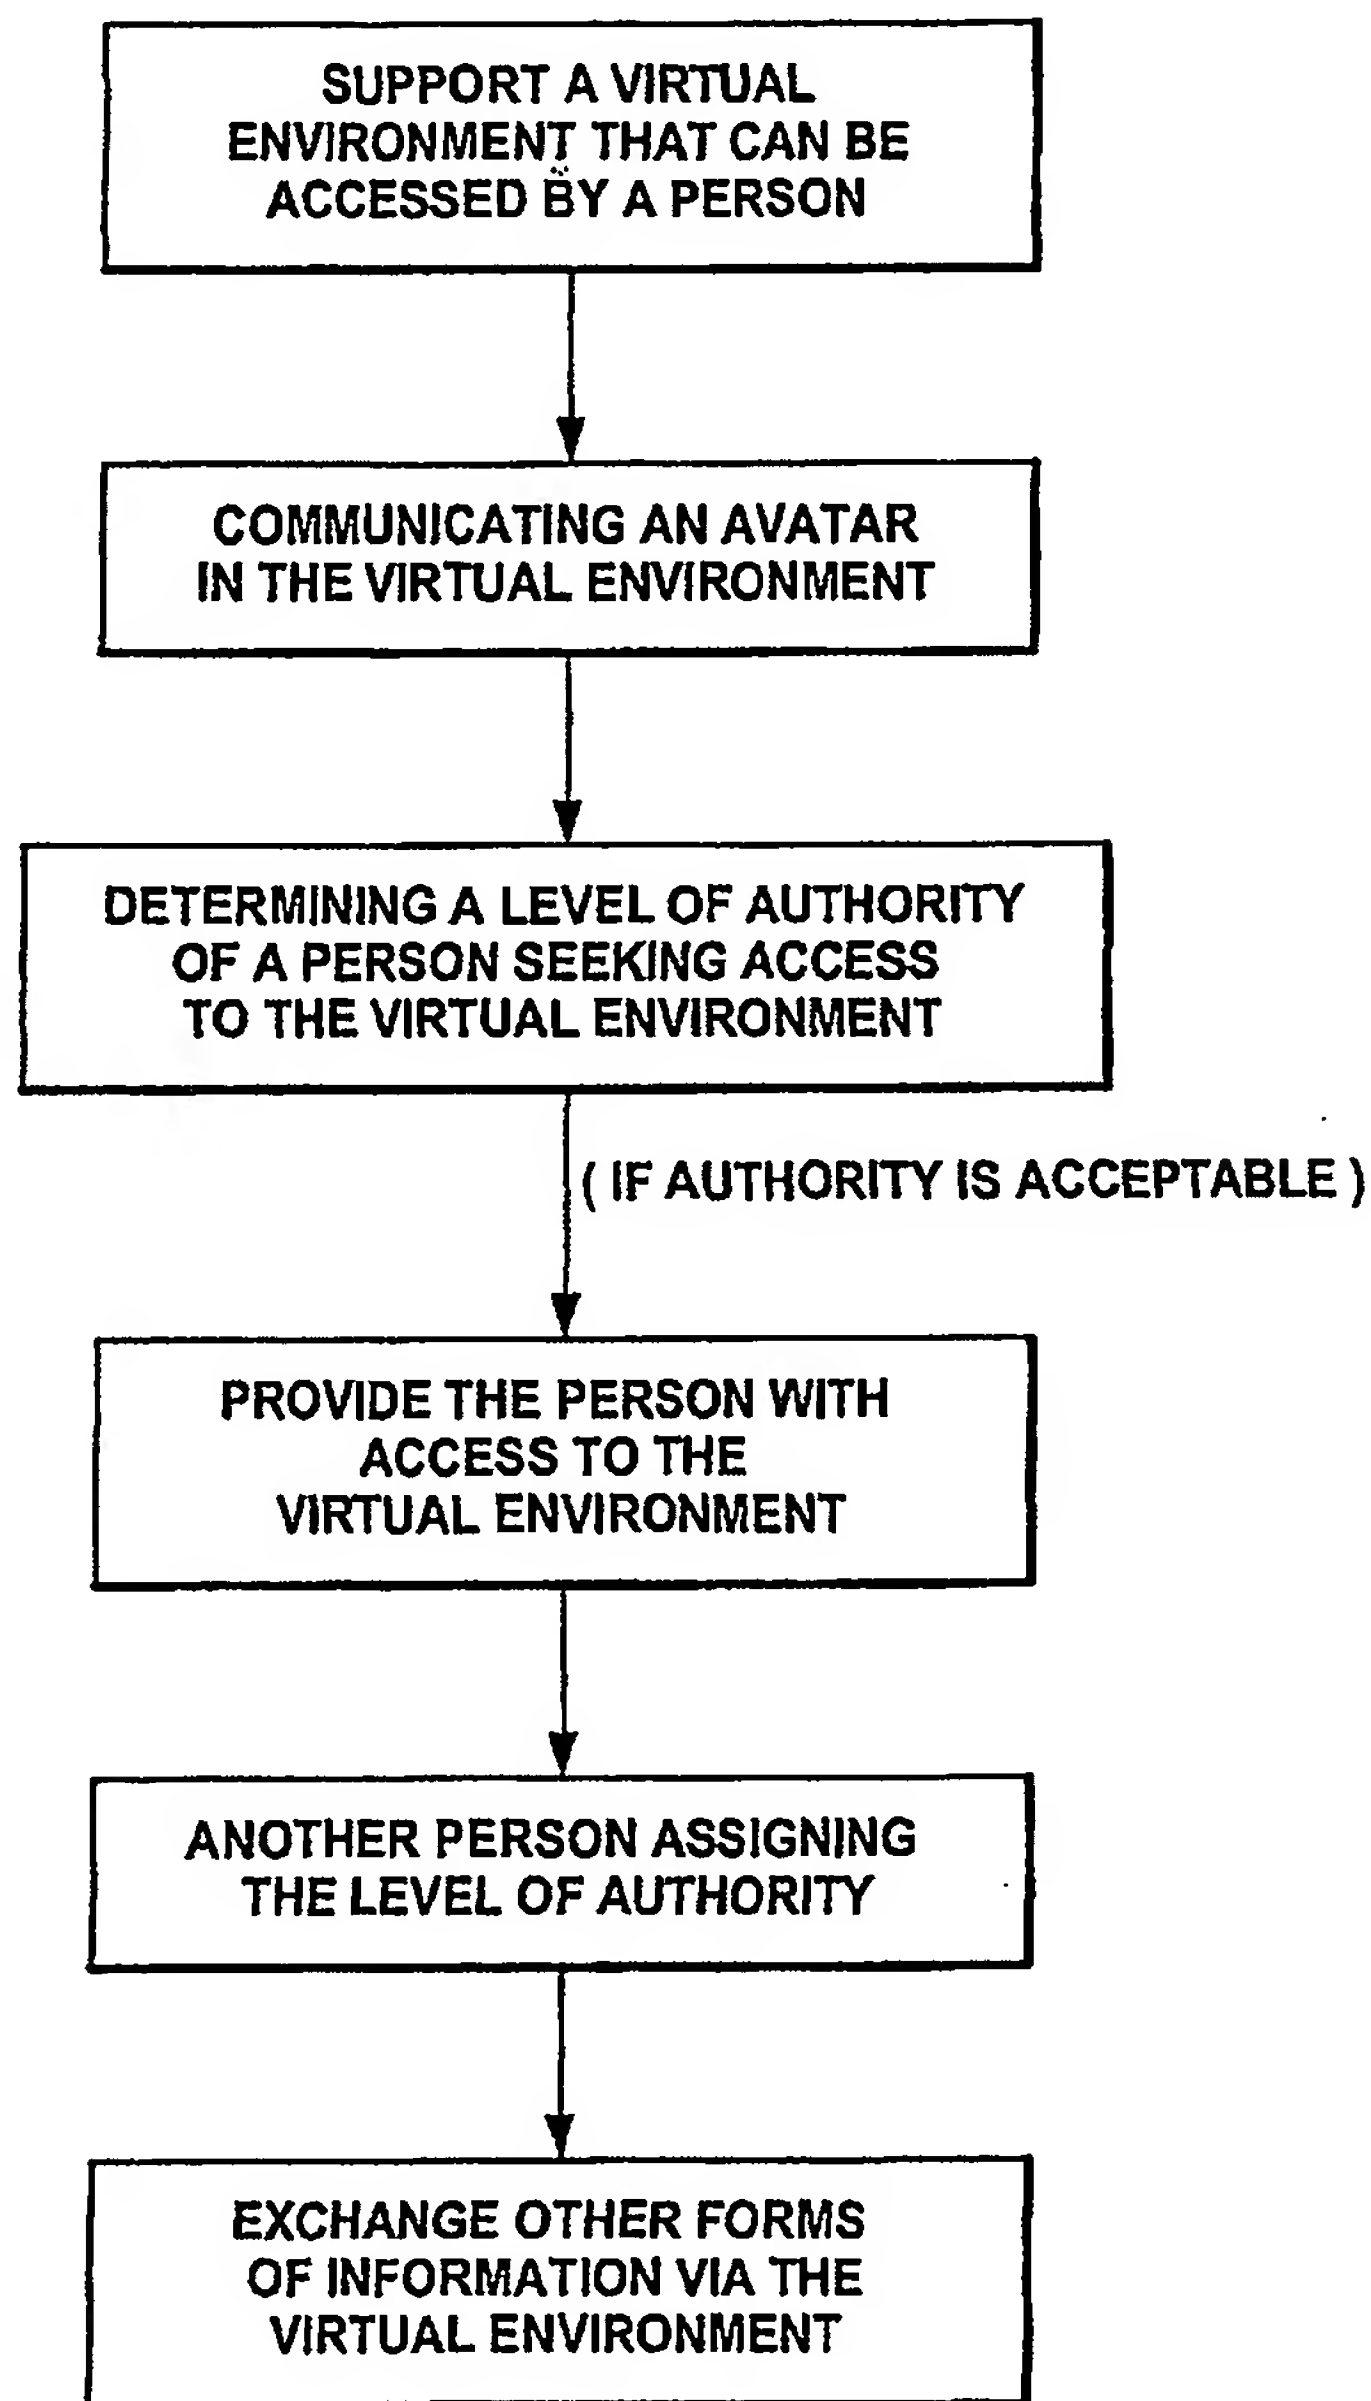 SUPPORT A VIRTUAL
ENVIRONMENT THAT CAN BE
ACCESSED BY A PERSON
COMMUNICATING AN AVATAR
IN THE VIRTUAL ENVIRONMENT
DETERMINING A LEVEL OF AUTHORITY
OF A PERSON SEEKING ACCESS
TO THE VIRTUAL ENVIRONMENT
( IF AUTHORITY IS ACCEPTABLE )
PROVIDE THE PERSON WITH
ACCESS TO THE
VIRTUAL ENVIRONMENT
ANOTHER PERSON ASSIGNING
THE LEVEL OF AUTHORITY
EXCHANGE OTHER FORMS
OF INFORMATION VIA THE
VIRTUAL ENVIRONMENT